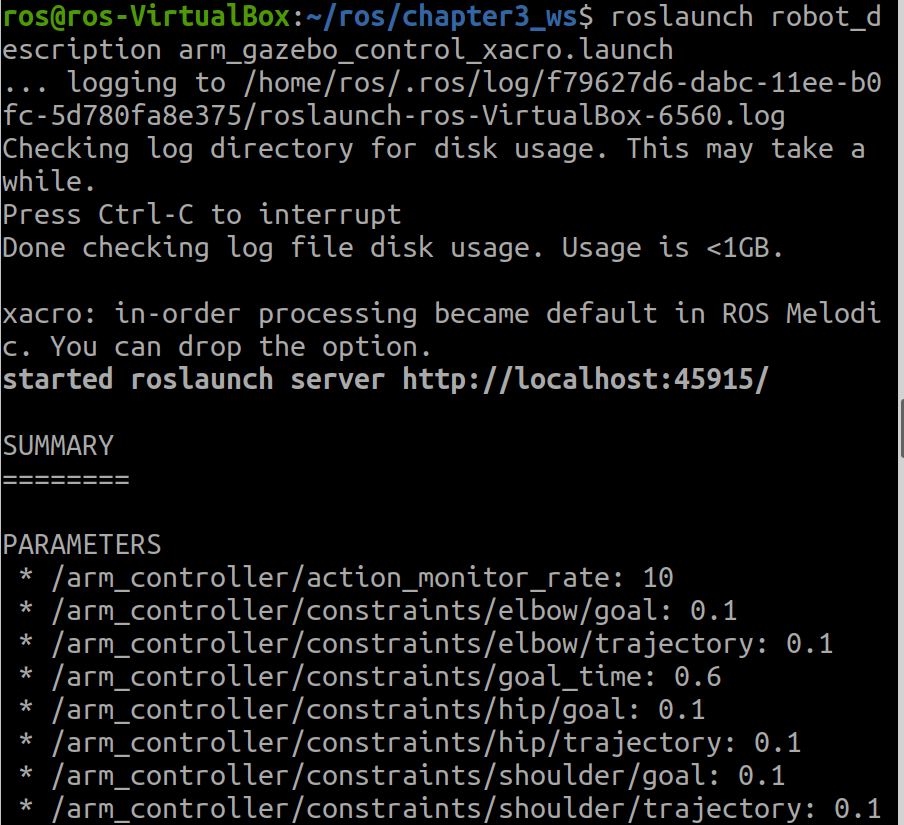 ros@ros-VirtualBox:~/ros/chapter3_ws$ roslaunch robot_d
escription arm_gazebo_control_xacro.launch
... logging to /home/ros/.ros/log/f79627d6-dabc-11ee-b0
fc-5d780fa8e375/roslaunch-ros-VirtualBox-6560.log
Checking log directory for disk usage. This may take a
while.
Press Ctrl-C to interrupt
Done checking log file disk usage. Usage is <1GB.

xacro: in-order processing became default in ROS Melodi
c. You can drop the option.
started roslaunch server http://localhost:45915/

SUMMARY
========

PARAMETERS
 * /arm_controller/action_monitor_rate: 10
 * /arm_controller/constraints/elbow/goal: 0.1
 * /arm_controller/constraints/elbow/trajectory: 0.1
 * /arm_controller/constraints/goal_time: 0.6
 * /arm_controller/constraints/hip/goal: 0.1
 * /arm_controller/constraints/hip/trajectory: 0.1
 * /arm_controller/constraints/shoulder/goal: 0.1
 * /arm_controller/constraints/shoulder/trajectory: 0.1